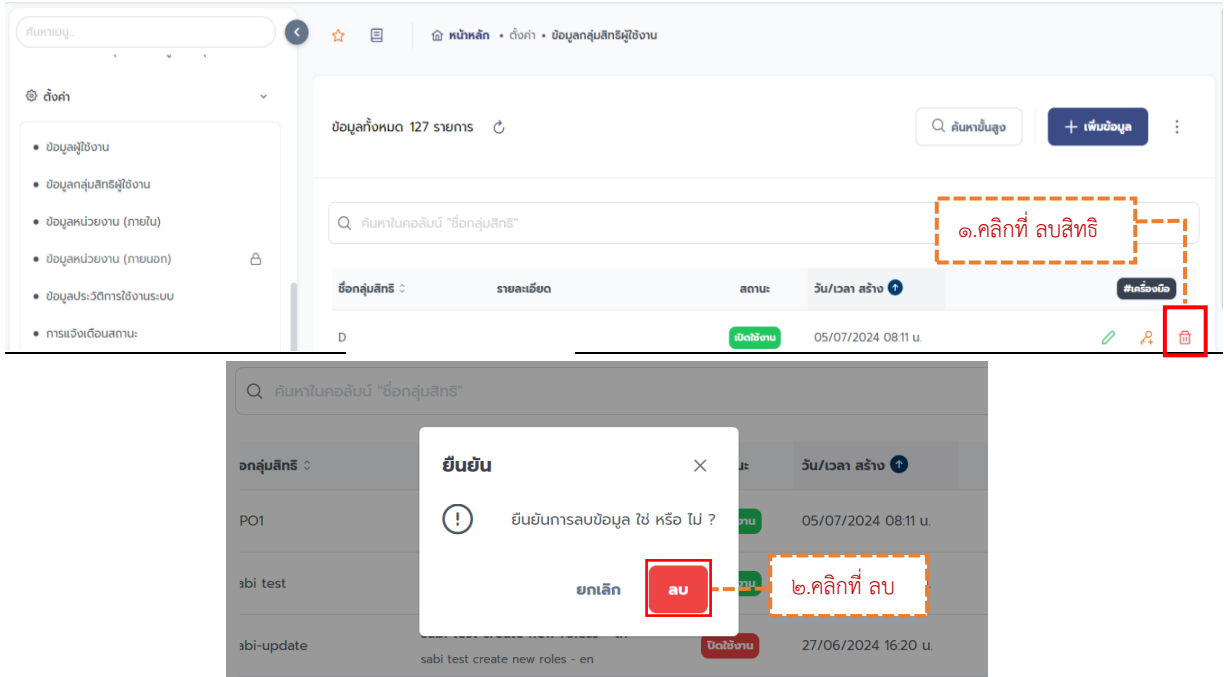 ค้นหาเมนู..
หน้าหลัก • ตั้งค่า • ข้อมูลกลุ่มสิทธิผู้ใช้งาน
ตั้งค่า
ข้อมูลทั้งหมด 127 รายการ
ค้นหาขั้นสูง
+ เพิ่มข้อมูล
• ข้อมูลผู้ใช้งาน
• ข้อมูลกลุ่มสิทธิผู้ใช้งาน
• ข้อมูลหน่วยงาน (ภายใน)
• ข้อมูลหน่วยงาน (ภายนอก)
• ข้อมูลประวัติการใช้งานระบบ
• การแจ้งเตือนสถานะ
ค้นหาในคอลัมน์ "ชื่อกลุ่มสิทธิ"
๑.คลิกที่ ลบสิทธิ
ชื่อกลุ่มสิทธิ รายละเอียด สถานะ วัน/เวลา สร้าง #เครื่องมือ
D เปิดใช้งาน 05/07/2024 08:11 น.
ค้นหาในคอลัมน์ "ชื่อกลุ่มสิทธิ"
อกลุ่มสิทธิ วัน/เวลา สร้าง
ยืนยัน
ยืนยันการลบข้อมูล ใช่ หรือ ไม่ ?
ยกเลิก ลบ
๒.คลิกที่ ลบ
PO1 05/07/2024 08:11 น.
abi test
abi-update ปิดใช้งาน 27/06/2024 16:20 น.
sabi test create new roles - en